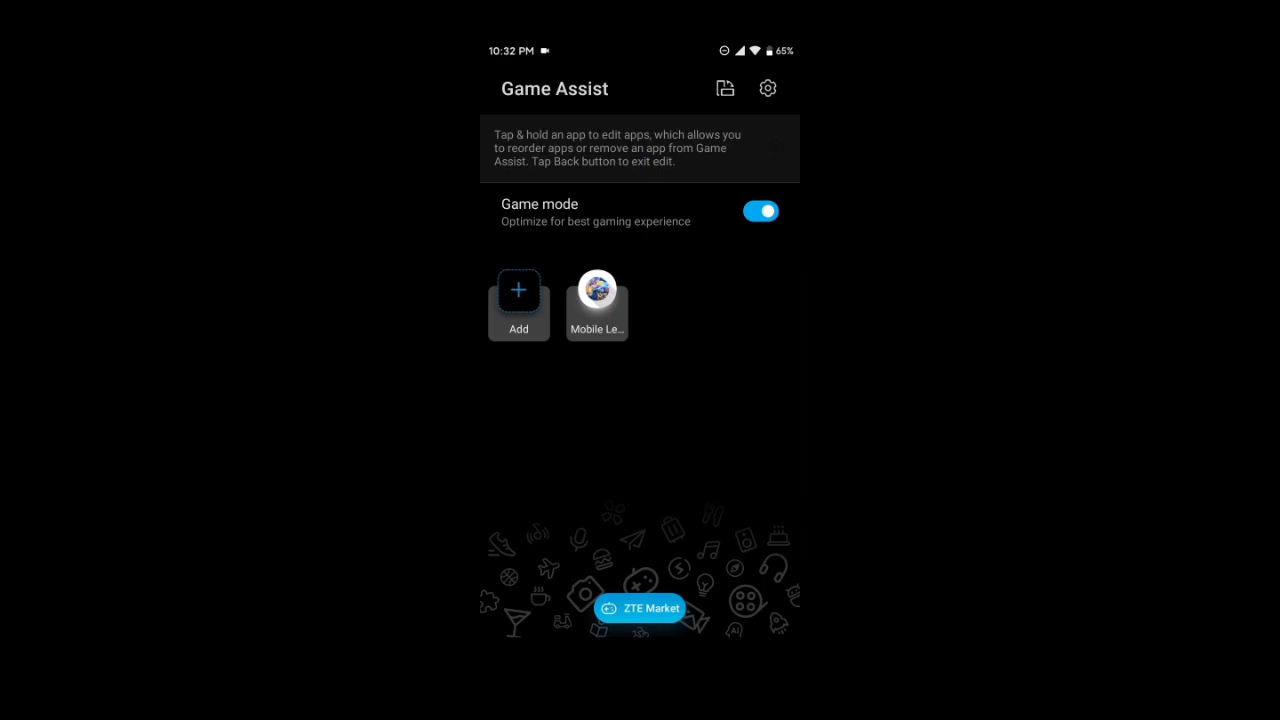 10:32 PM
65%
Game Assist
Tap & hold an app to edit apps, which allows you
to reorder apps or remove an app from Game
Assist. Tap Back button to exit edit.
Game mode
Optimize for best gaming experience
Add
Mobile Le...
AI
ZTE Market